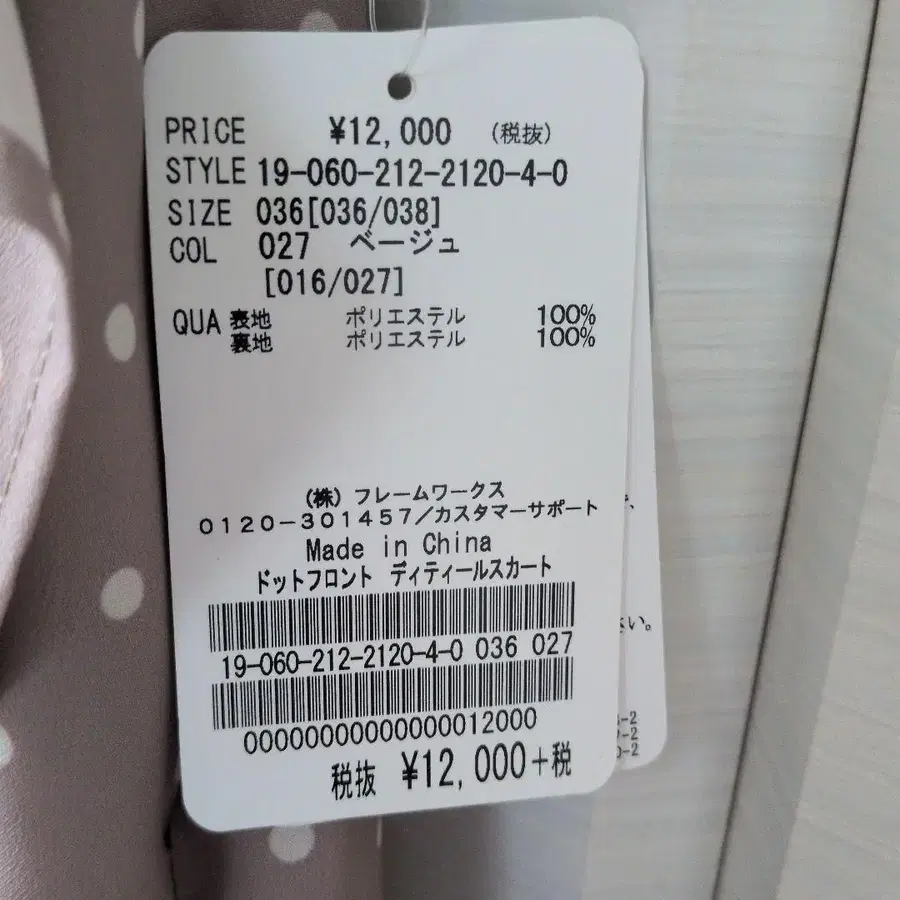 PRICE ¥12,000 (税抜)
STYLE 19-060-212-2120-4-0
SIZE 036[036/038]
COL 027 ベージュ
[016/027]
QUA 表地 ポリエステル 100%
裏地 ポリエステル 100%
(株) フレームワークス
0120-301457/カスタマーサポート
Made in China
ドットフロント ディティールスカート
19-060-212-2120-4-0 036 027
00000000000000012000
税抜 ¥12,000+税
さい。